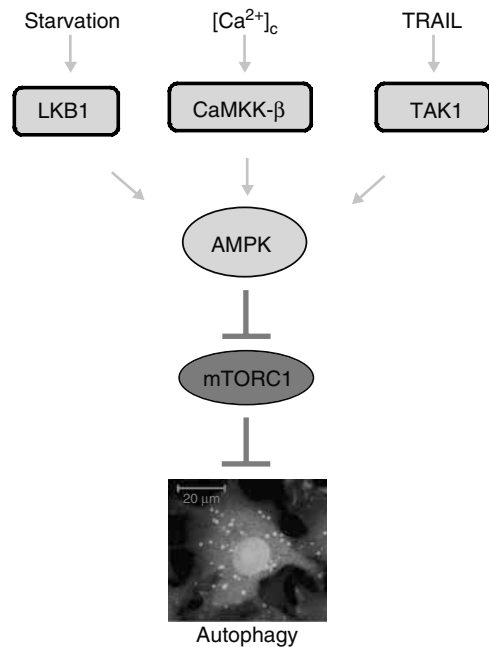 Starvation
[Ca²⁺]c
TRAIL
LKB1
CaMKK-β
TAK1
AMPK
mTORC1
20 μm
Autophagy